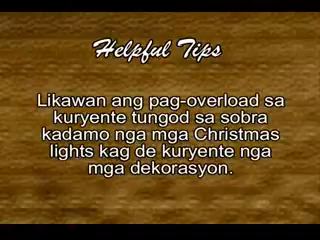 Helpful Tips
Likawan ang pag-overload sa
kuryente tungod sa sobra
kadamo nga mga Christmas
lights kag de kuryente nga
mga dekorasyon.